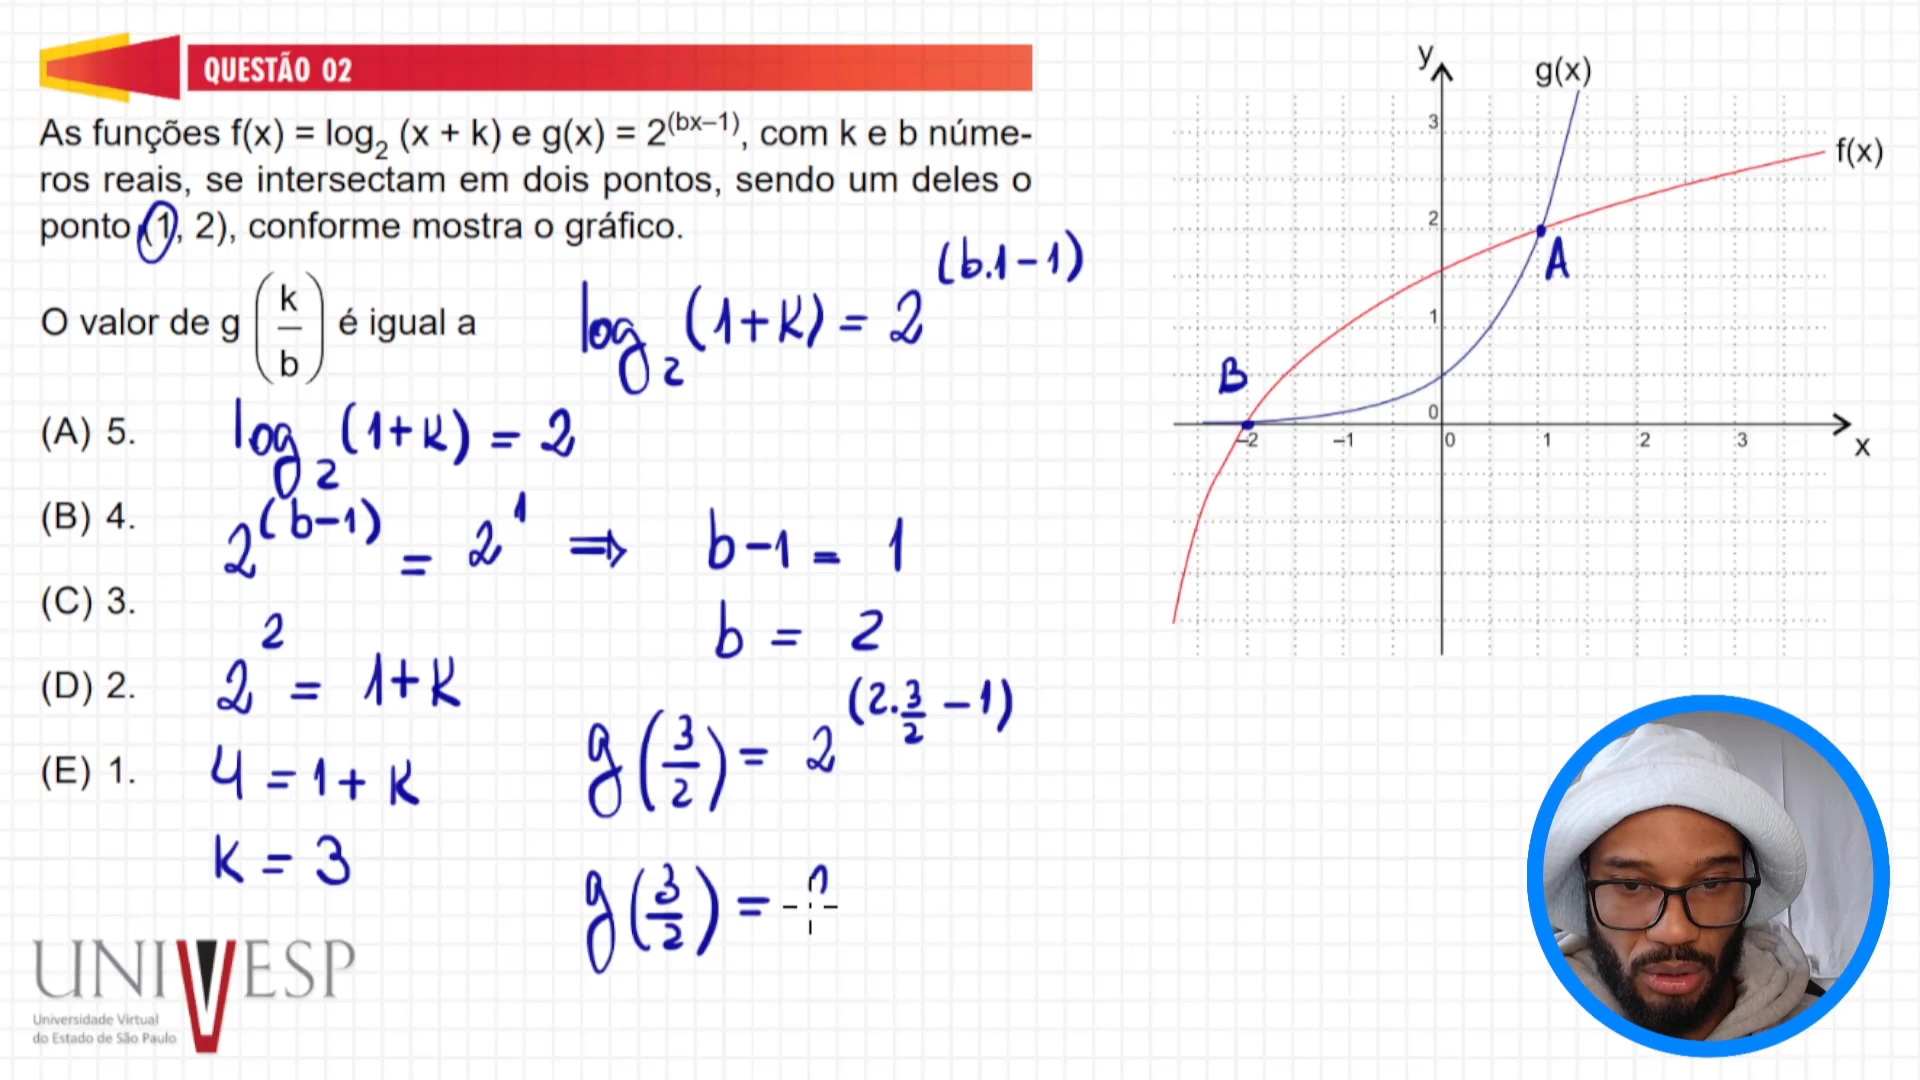 QUESTÃO 02
As funções f(x) = log₂ (x + k) e g(x) = 2^(bx–1), com k e b núme-
ros reais, se intersectam em dois pontos, sendo um deles o
ponto (1, 2), conforme mostra o gráfico.
O valor de g (k/b) é igual a
(A) 5.
(B) 4.
(C) 3.
(D) 2.
(E) 1.
log₂ (1+K) = 2^(b.1-1)
log₂ (1+K) = 2
2^(b-1) = 2^1 ⇒ b-1 = 1
b = 2
2^2 = 1+K
4 = 1+K
K = 3
g(3/2) = 2^(2.3/2 - 1)
g(3/2) =
y
g(x)
f(x)
3
2
A
1
B
0
–2 –1 0 1 2 3
x
UNIVESP
Universidade Virtual
do Estado de São Paulo